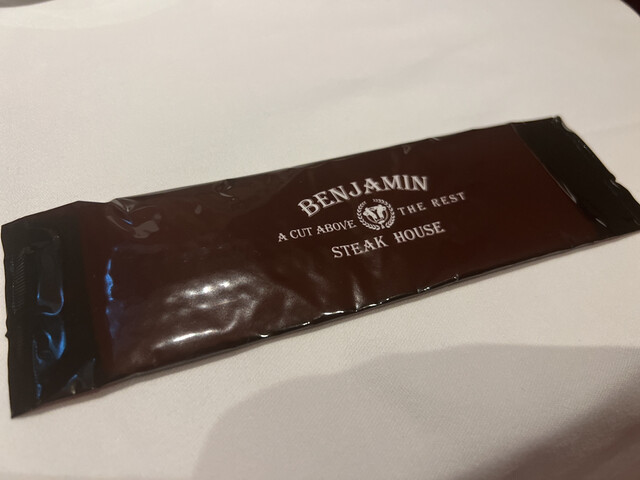 BENJAMIN
A CUT ABOVE THE REST
STEAK HOUSE